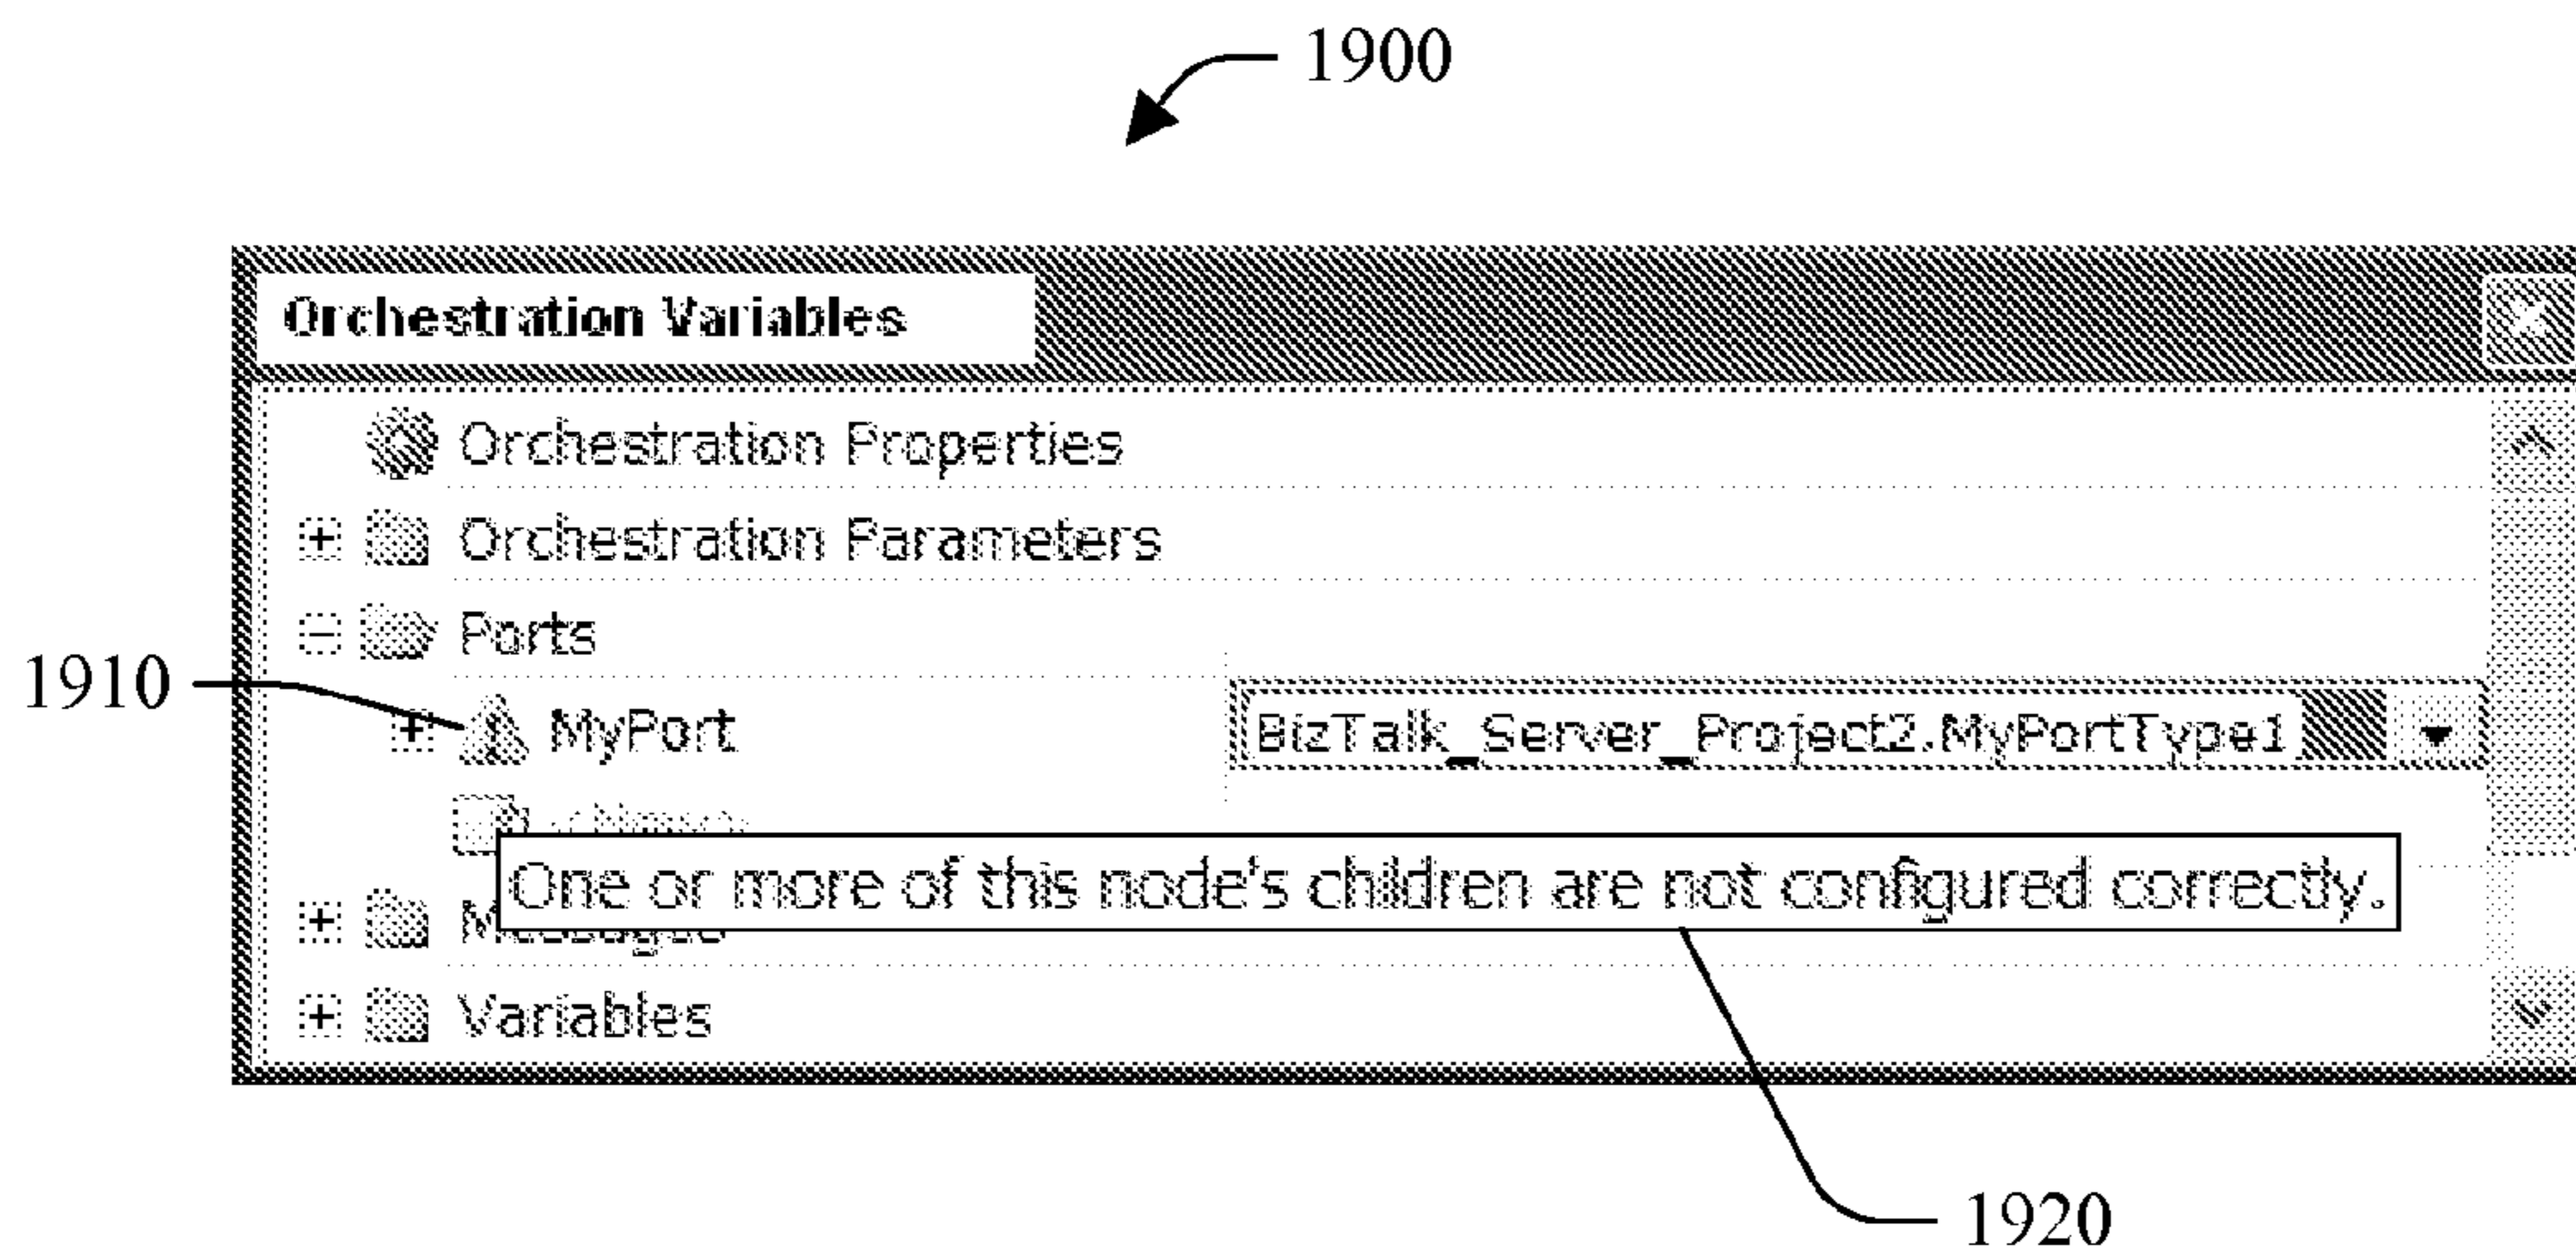 1900
Orchestration Variables
Orchestration Properties
Orchestration Parameters
Ports
1910
MyPort BizTalk_Server_Project2.MyPortType1
One or more of this node's children are not configured correctly.
Variables
1920